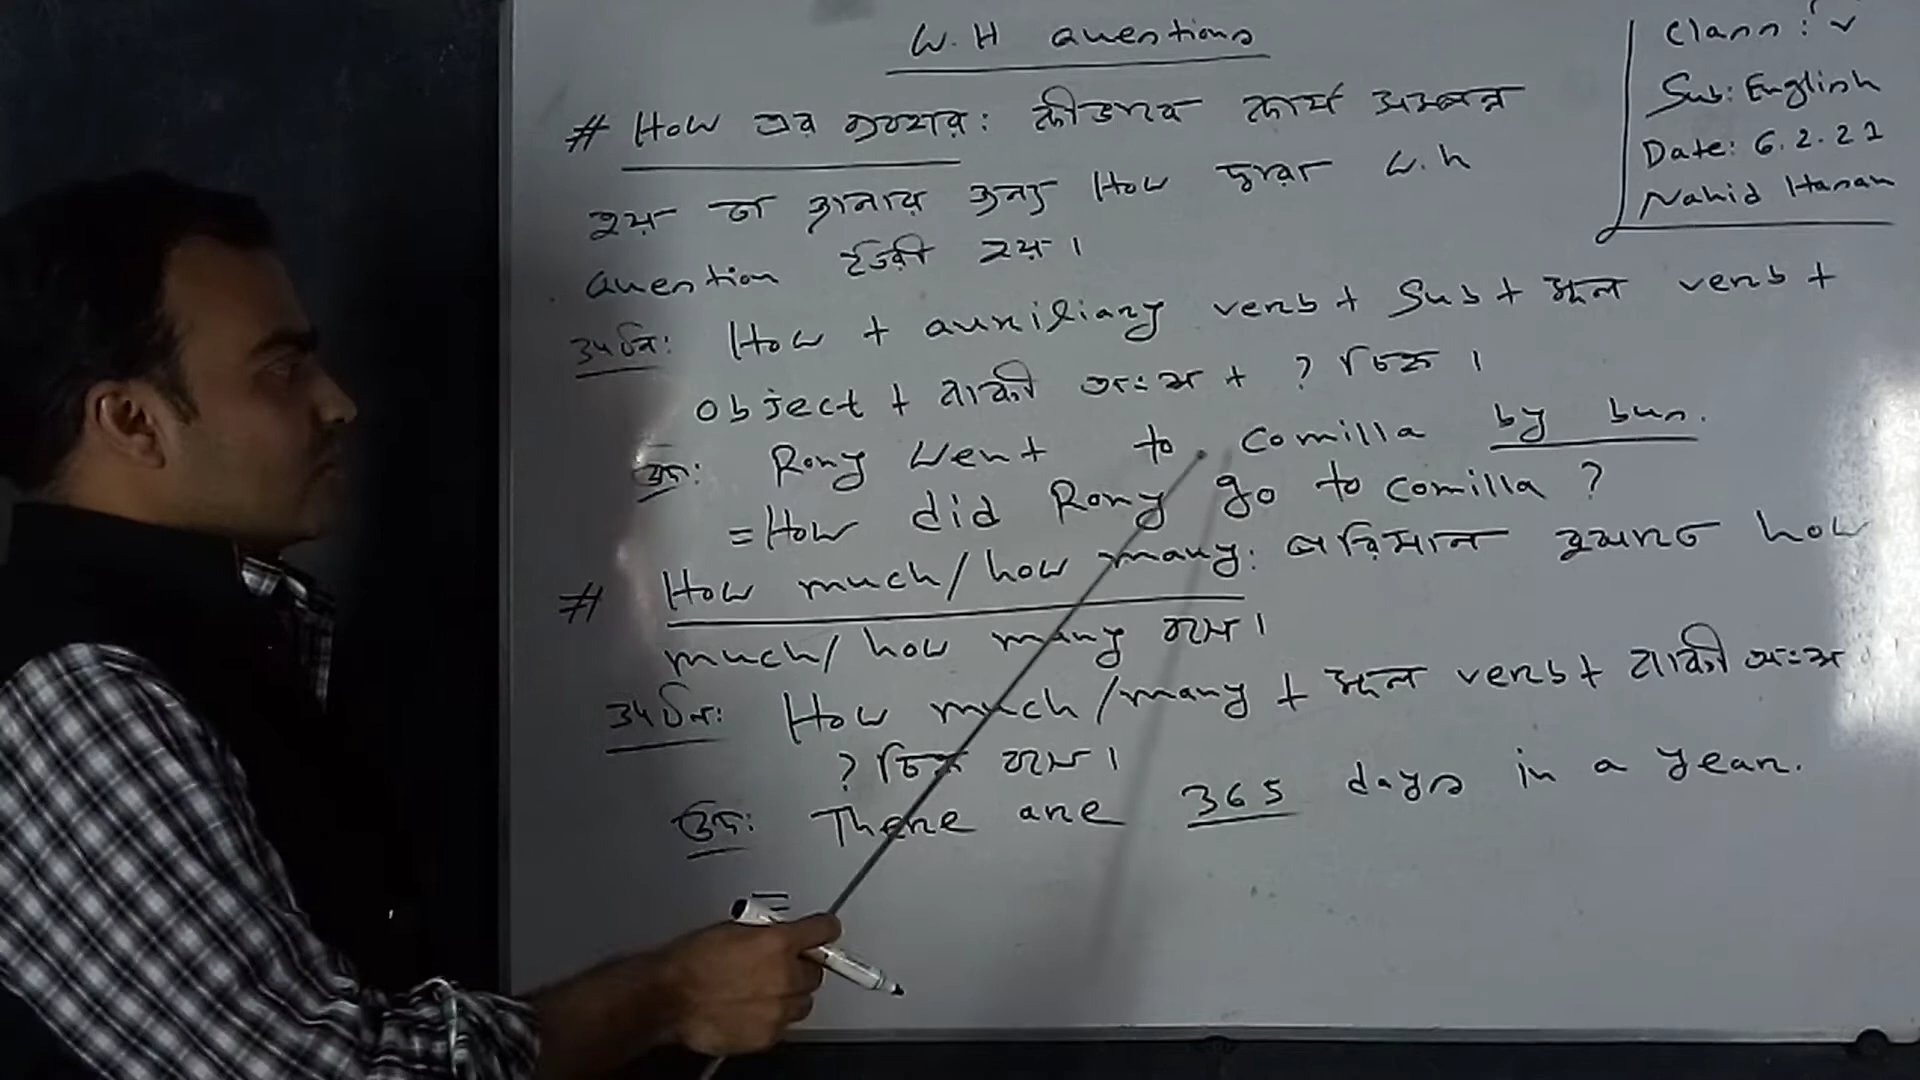 W.H Questions
Class: V
Sub: English
Date: 6.2.21
Nahid Hasan
# How এর ব্যবহার: কীভাবে কার্য সম্পন্ন
হয় তা জানার জন্য How দ্বারা W.h
Question তৈরী হয়।
গঠন: How + auxiliary verb + Sub + মূল verb +
object + বাকী অংশ + ? চিহ্ন।
উদা: Rony went to Comilla by bus.
= How did Rony go to Comilla ?
# How much/how many: পরিমান বুঝাতে how
much/how many বসে।
গঠন: How much/many + মূল verb + বাকী অংশ
? চিহ্ন বসে।
উদা: There are 365 days in a year.
=